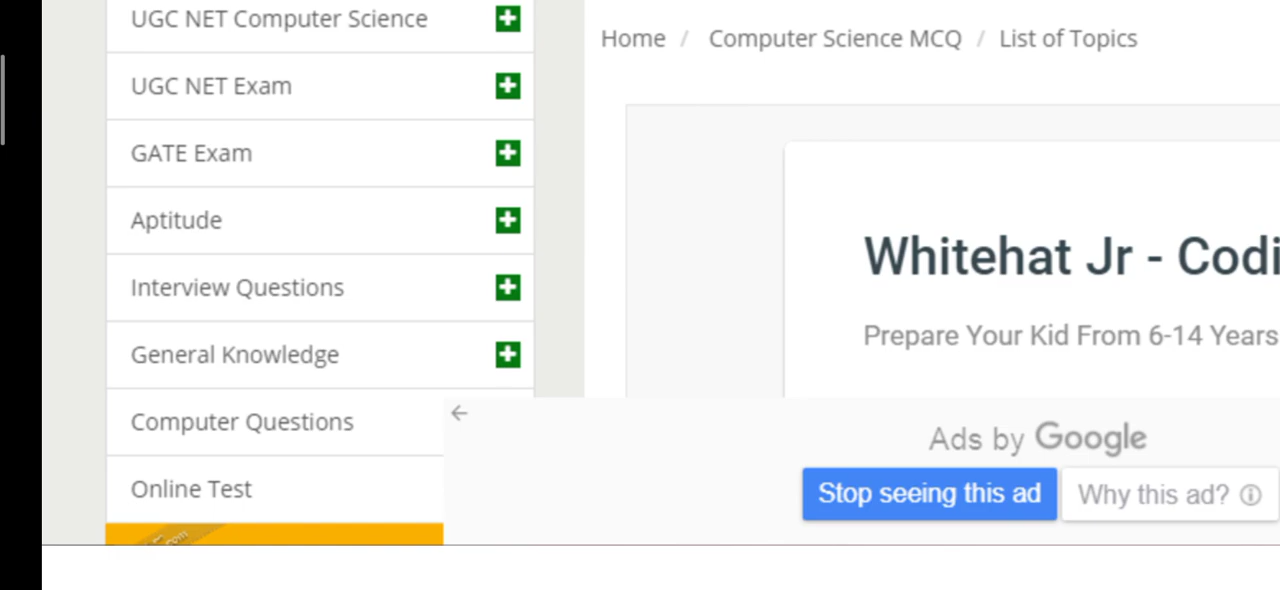 UGC NET Computer Science
UGC NET Exam
GATE Exam
Aptitude
Interview Questions
General Knowledge
Computer Questions
Online Test
Home / Computer Science MCQ / List of Topics
Whitehat Jr -
Prepare Your Kid From 6-14 Years
Ads by Google
Stop seeing this ad
Why this ad?
com